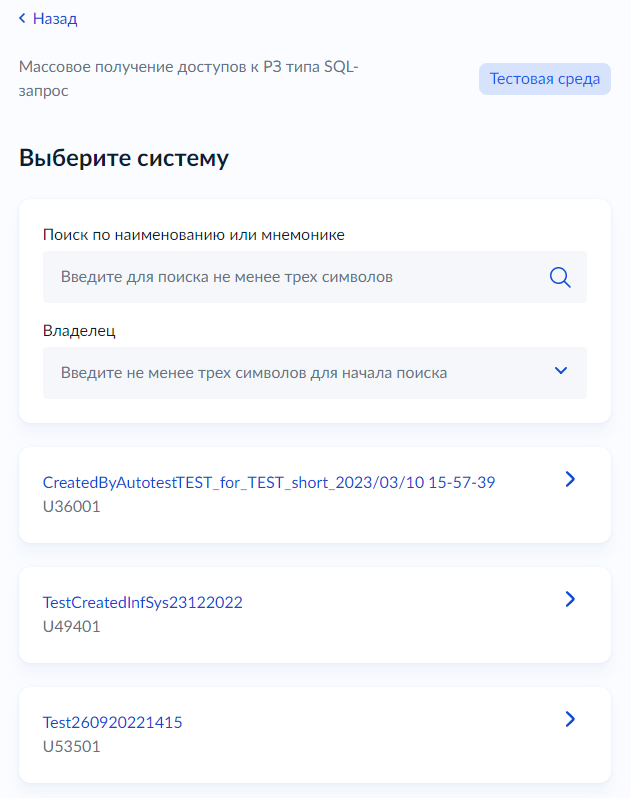 Назад
Массовое получение доступов к РЗ типа SQL-
запрос
Тестовая среда
Выберите систему
Поиск по наименованию или мнемонике
Введите для поиска не менее трех символов
Владелец
Введите не менее трех символов для начала поиска
CreatedByAutotestTEST_for_TEST_short_2023/03/10 15-57-39
U36001
TestCreatedInfSys23122022
U49401
Test260920221415
U53501